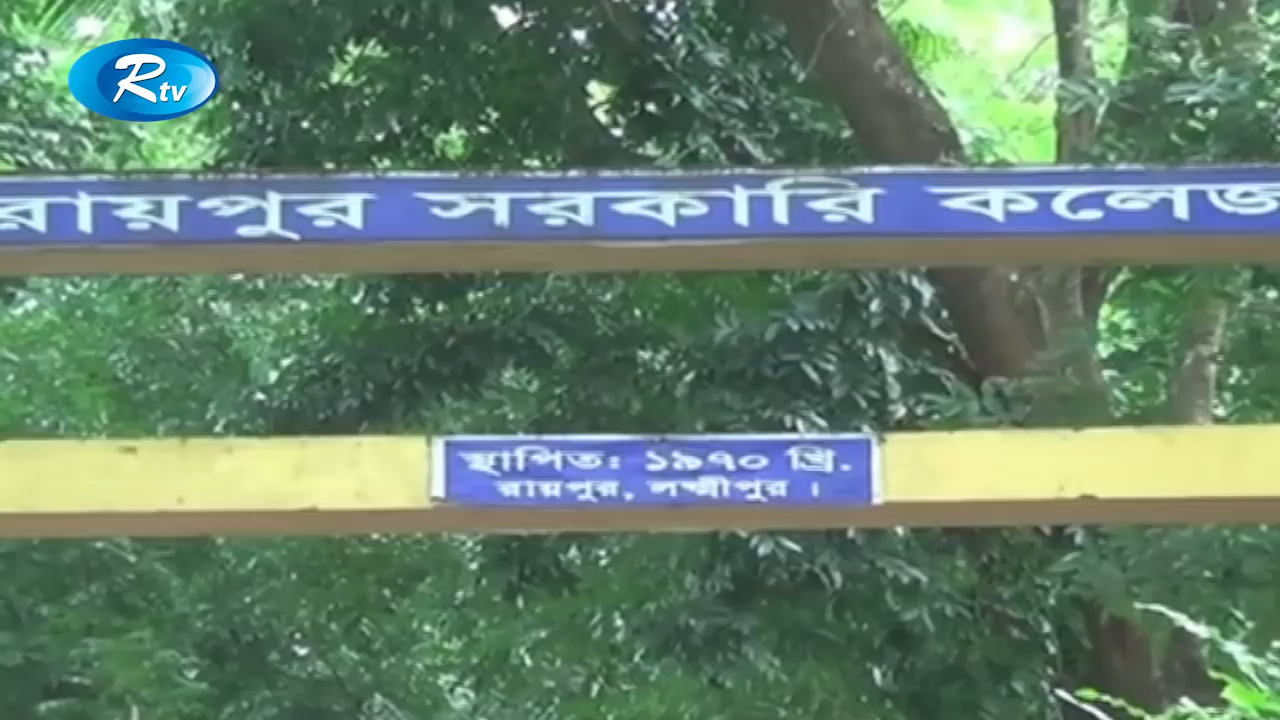 Rtv
রায়পুর সরকারি কলেজ
স্থাপিতঃ ১৯৭০ খ্রি.
রায়পুর, লক্ষ্মীপুর ।